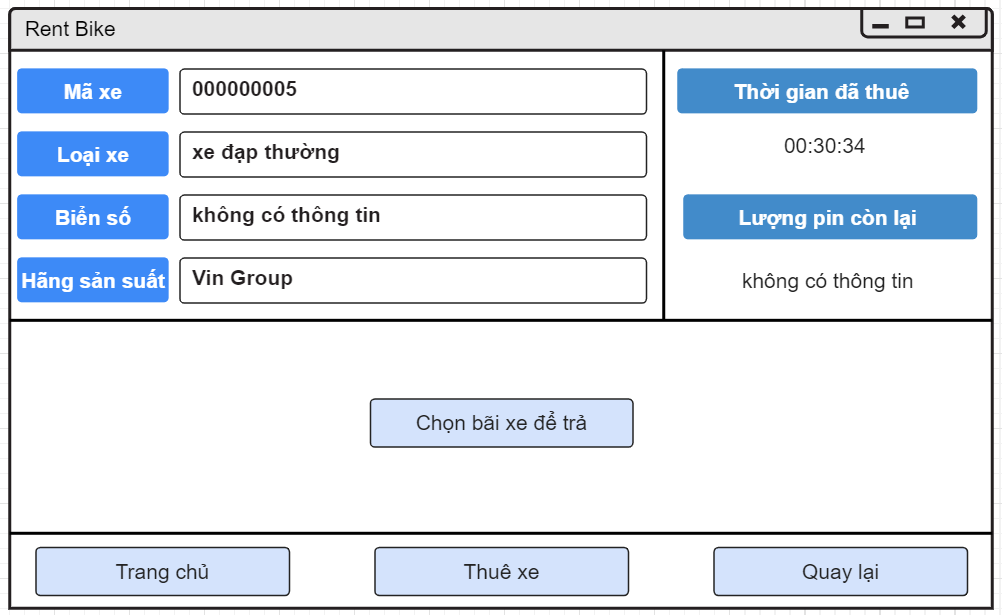 Rent Bike
Mã xe
000000005
Loại xe
xe đạp thường
Biển số
không có thông tin
Hãng sản suất
Vin Group
Thời gian đã thuê
00:30:34
Lượng pin còn lại
không có thông tin
Chọn bãi xe để trả
Trang chủ
Thuê xe
Quay lại